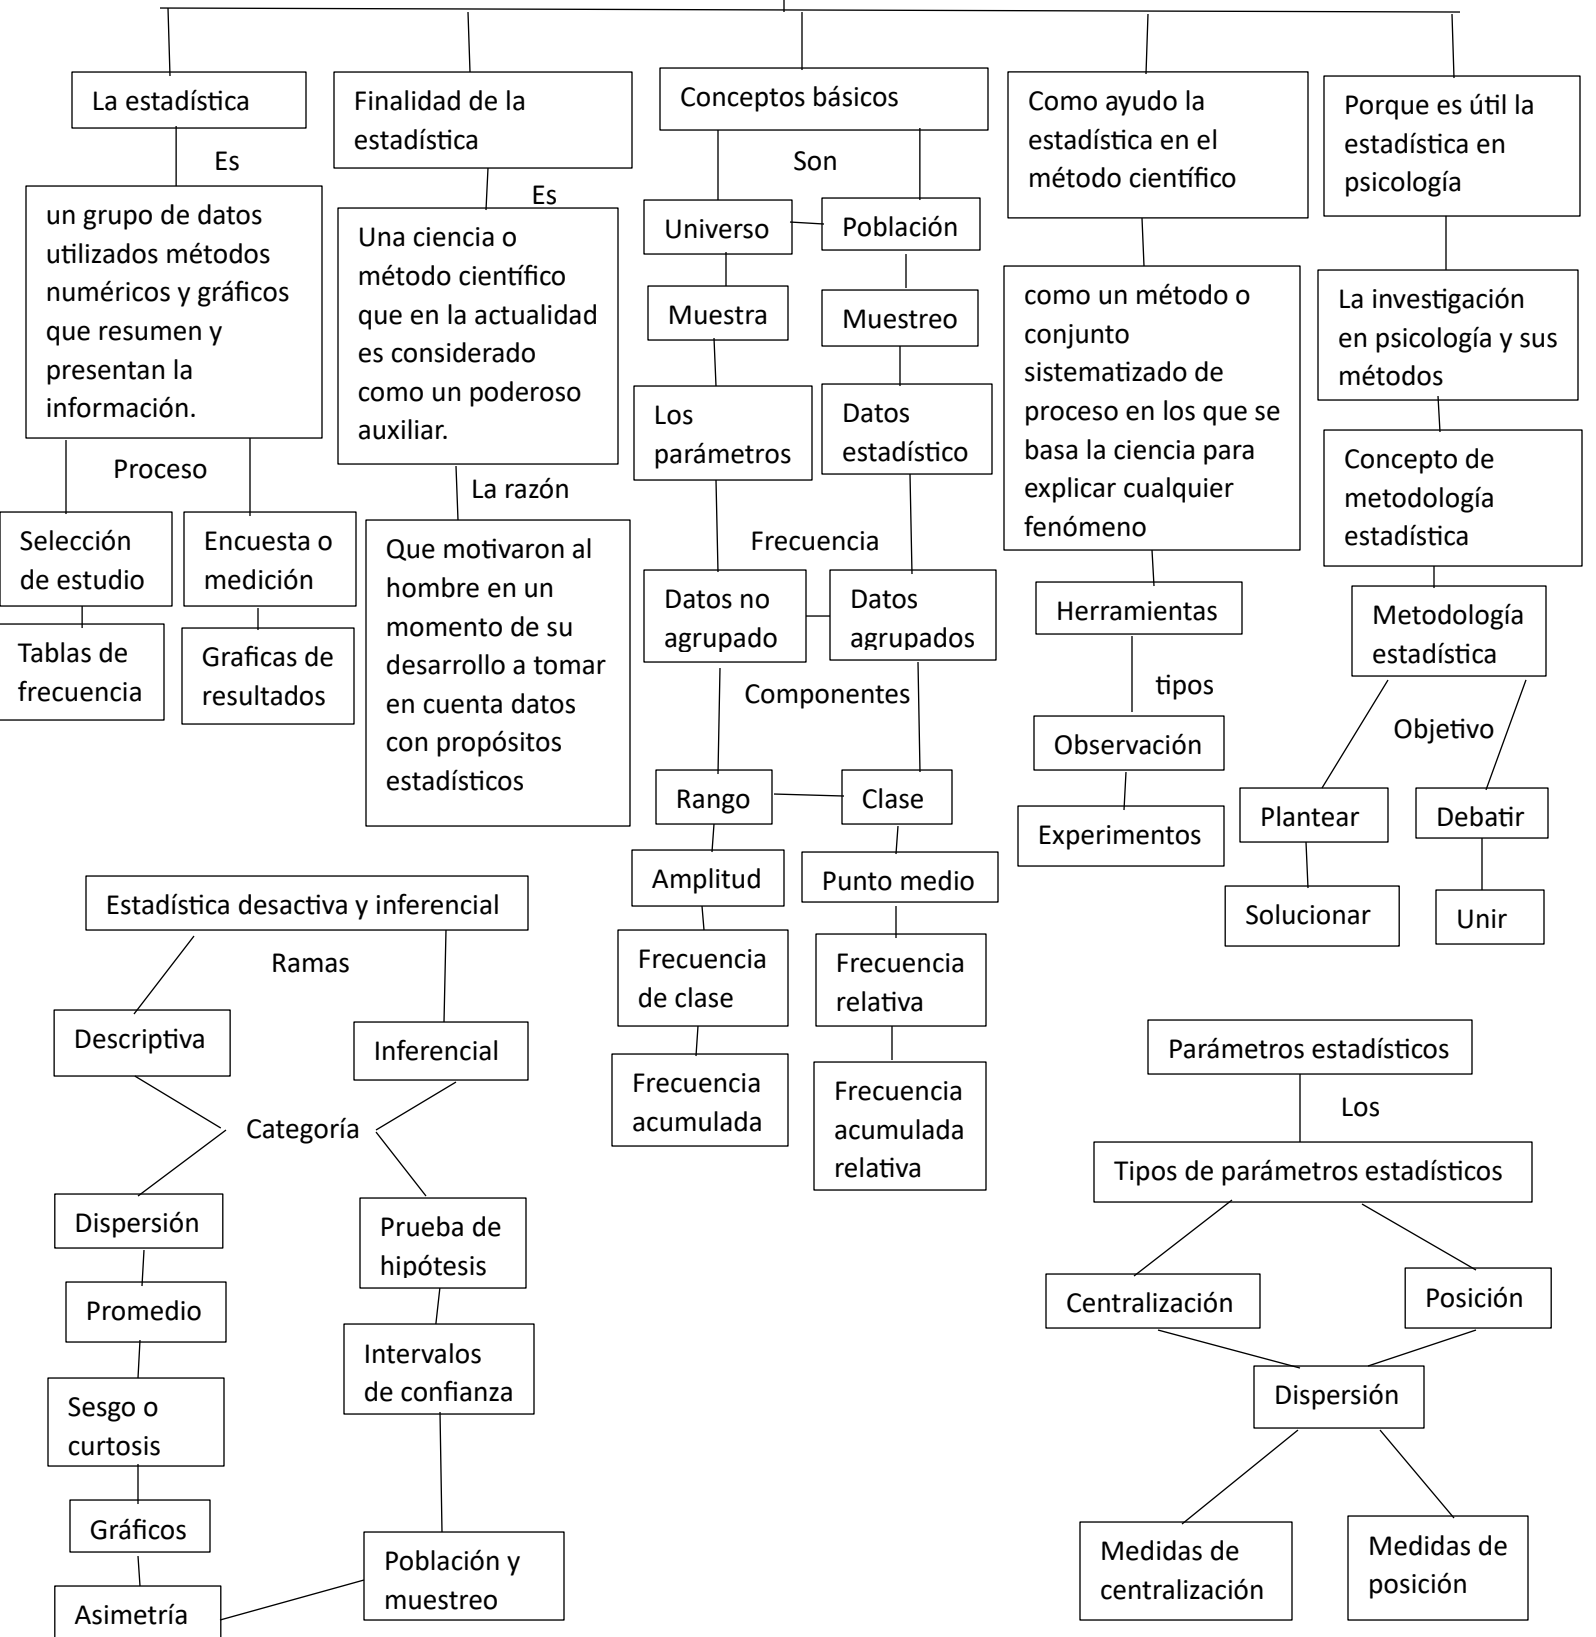 La estadística
Es
un grupo de datos
utilizados métodos
numéricos y gráficos
que resumen y
presentan la
información.
Proceso
Selección
de estudio
Encuesta o
medición
Tablas de
frecuencia
Graficas de
resultados
Finalidad de la
estadística
Es
Una ciencia o
método científico
que en la actualidad
es considerado
como un poderoso
auxiliar.
La razón
Que motivaron al
hombre en un
momento de su
desarrollo a tomar
en cuenta datos
con propósitos
estadísticos
Conceptos básicos
Son
Universo
Población
Muestra
Muestreo
Los
parámetros
Datos
estadístico
Frecuencia
Datos no
agrupado
Datos
agrupados
Componentes
Rango
Clase
Amplitud
Punto medio
Frecuencia
de clase
Frecuencia
relativa
Frecuencia
acumulada
Frecuencia
acumulada
relativa
Como ayudo la
estadística en el
método científico
como un método o
conjunto
sistematizado de
proceso en los que se
basa la ciencia para
explicar cualquier
fenómeno
Herramientas
tipos
Observación
Experimentos
Porque es útil la
estadística en
psicología
La investigación
en psicología y sus
métodos
Concepto de
metodología
estadística
Metodología
estadística
Objetivo
Plantear
Debatir
Solucionar
Unir
Estadística desactiva y inferencial
Ramas
Descriptiva
Inferencial
Categoría
Dispersión
Prueba de
hipótesis
Promedio
Intervalos
de confianza
Sesgo o
curtosis
Gráficos
Población y
muestreo
Asimetría
Parámetros estadísticos
Los
Tipos de parámetros estadísticos
Centralización
Posición
Dispersión
Medidas de
centralización
Medidas de
posición